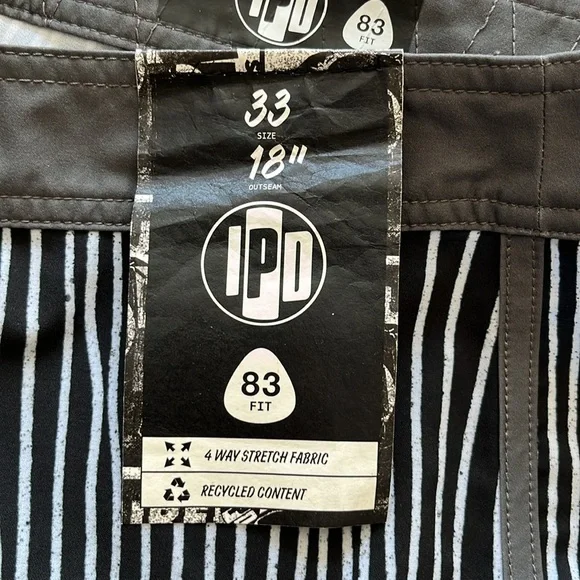 IPD
83
FIT
33
SIZE
18"
OUTSEAM
IPD
83
FIT
4 WAY STRETCH FABRIC
RECYCLED CONTENT